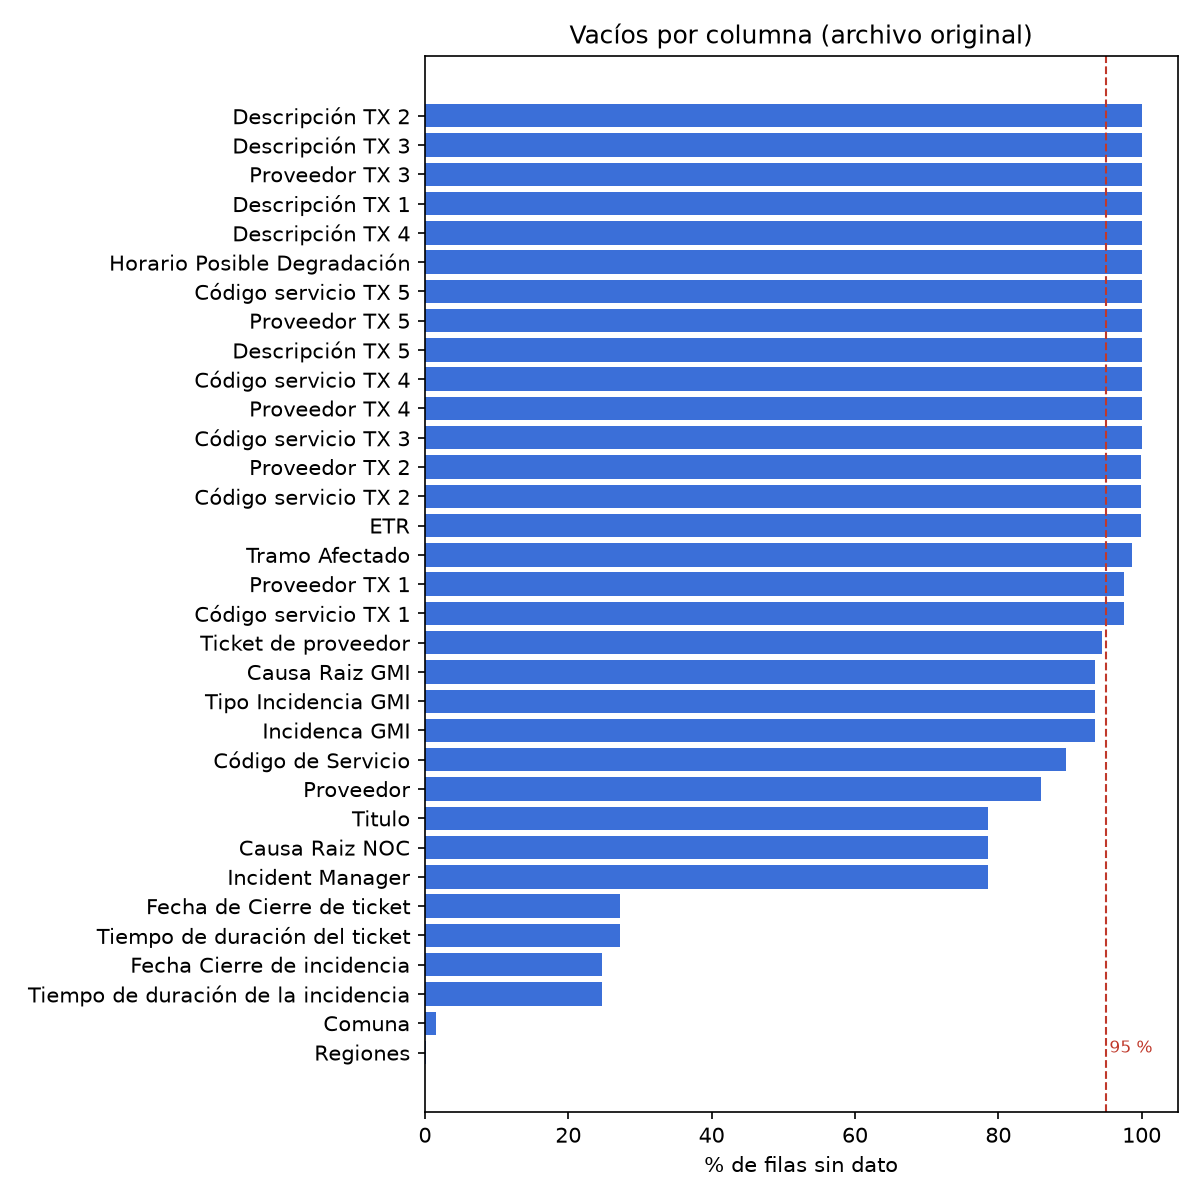 Vacíos por columna (archivo original)
Descripción TX 2
Descripción TX 3
Proveedor TX 3
Descripción TX 1
Descripción TX 4
Horario Posible Degradación
Código servicio TX 5
Proveedor TX 5
Descripción TX 5
Código servicio TX 4
Proveedor TX 4
Código servicio TX 3
Proveedor TX 2
Código servicio TX 2
ETR
Tramo Afectado
Proveedor TX 1
Código servicio TX 1
Ticket de proveedor
Causa Raiz GMI
Tipo Incidencia GMI
Incidenca GMI
Código de Servicio
Proveedor
Titulo
Causa Raiz NOC
Incident Manager
Fecha de Cierre de ticket
Tiempo de duración del ticket
Fecha Cierre de incidencia
Tiempo de duración de la incidencia
Comuna
Regiones
95 %
0 20 40 60 80 100
% de filas sin dato